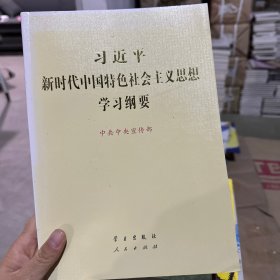 习近平
新时代中国特色社会主义思想
学习纲要
中共中央宣传部
学习出版社
人民出版社